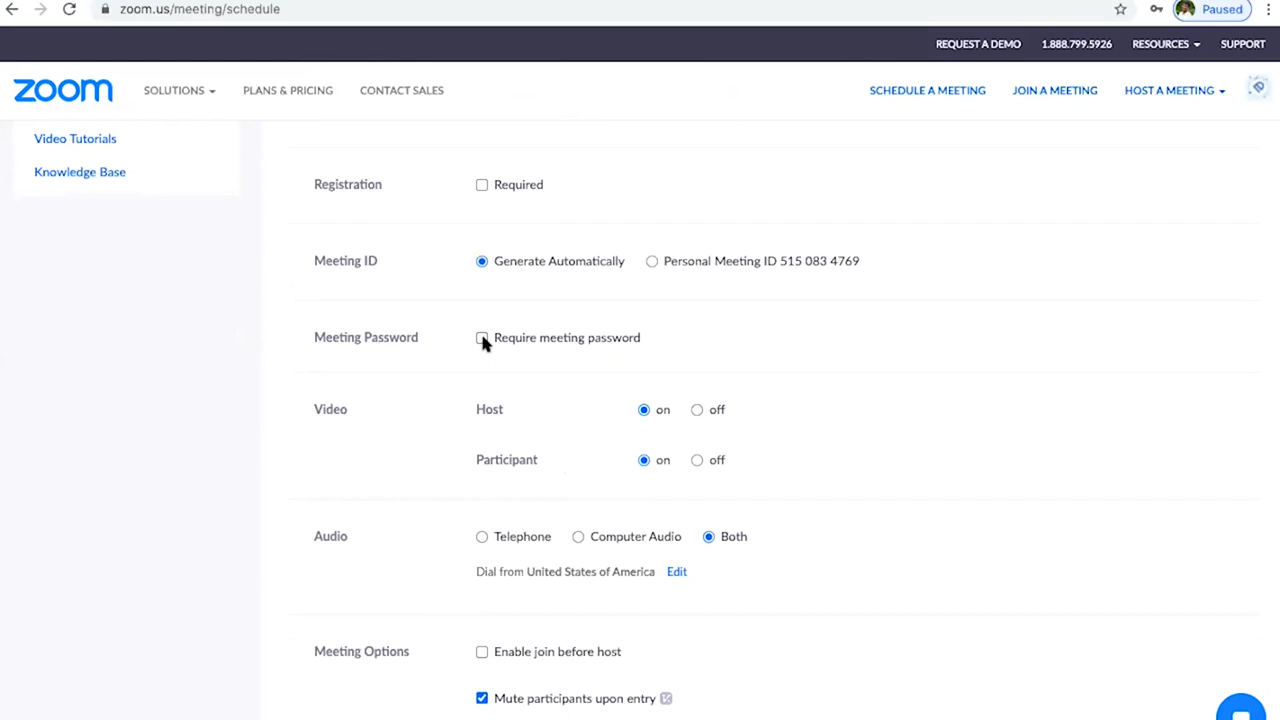 zoom.us/meeting/schedule
Paused
REQUEST A DEMO 1.888.799.5926 RESOURCES SUPPORT
zoom SOLUTIONS PLANS & PRICING CONTACT SALES SCHEDULE A MEETING JOIN A MEETING HOST A MEETING
Video Tutorials
Knowledge Base
Registration Required
Meeting ID Generate Automatically Personal Meeting ID 515 083 4769
Meeting Password Require meeting password
Video Host on off
Participant on off
Audio Telephone Computer Audio Both
Dial from United States of America Edit
Meeting Options Enable join before host
Mute participants upon entry